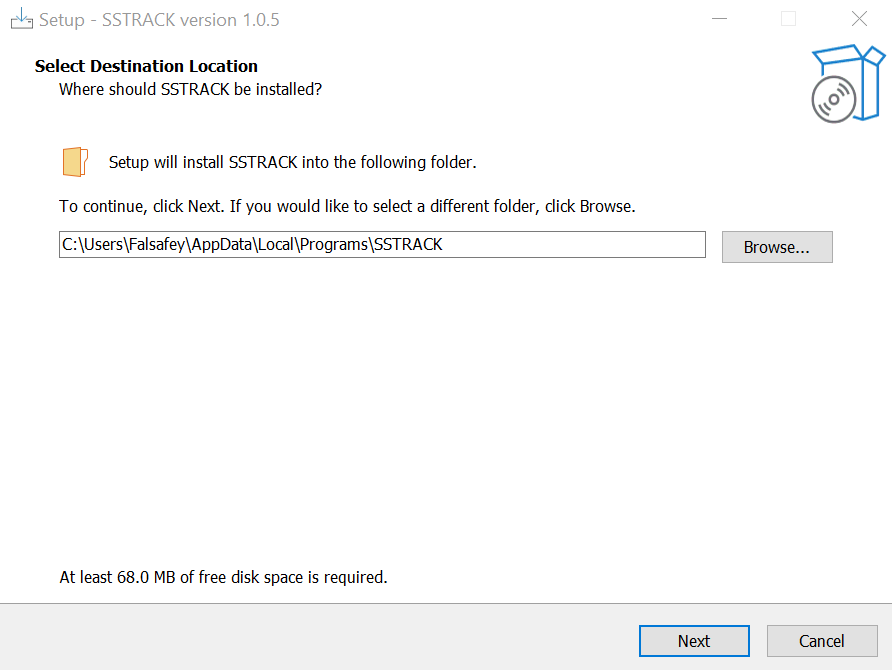 Setup - SSTRACK version 1.0.5
Select Destination Location
Where should SSTRACK be installed?
Setup will install SSTRACK into the following folder.
To continue, click Next. If you would like to select a different folder, click Browse.
C:\Users\Falsafey\AppData\Local\Programs\SSTRACK
Browse...
At least 68.0 MB of free disk space is required.
Next
Cancel